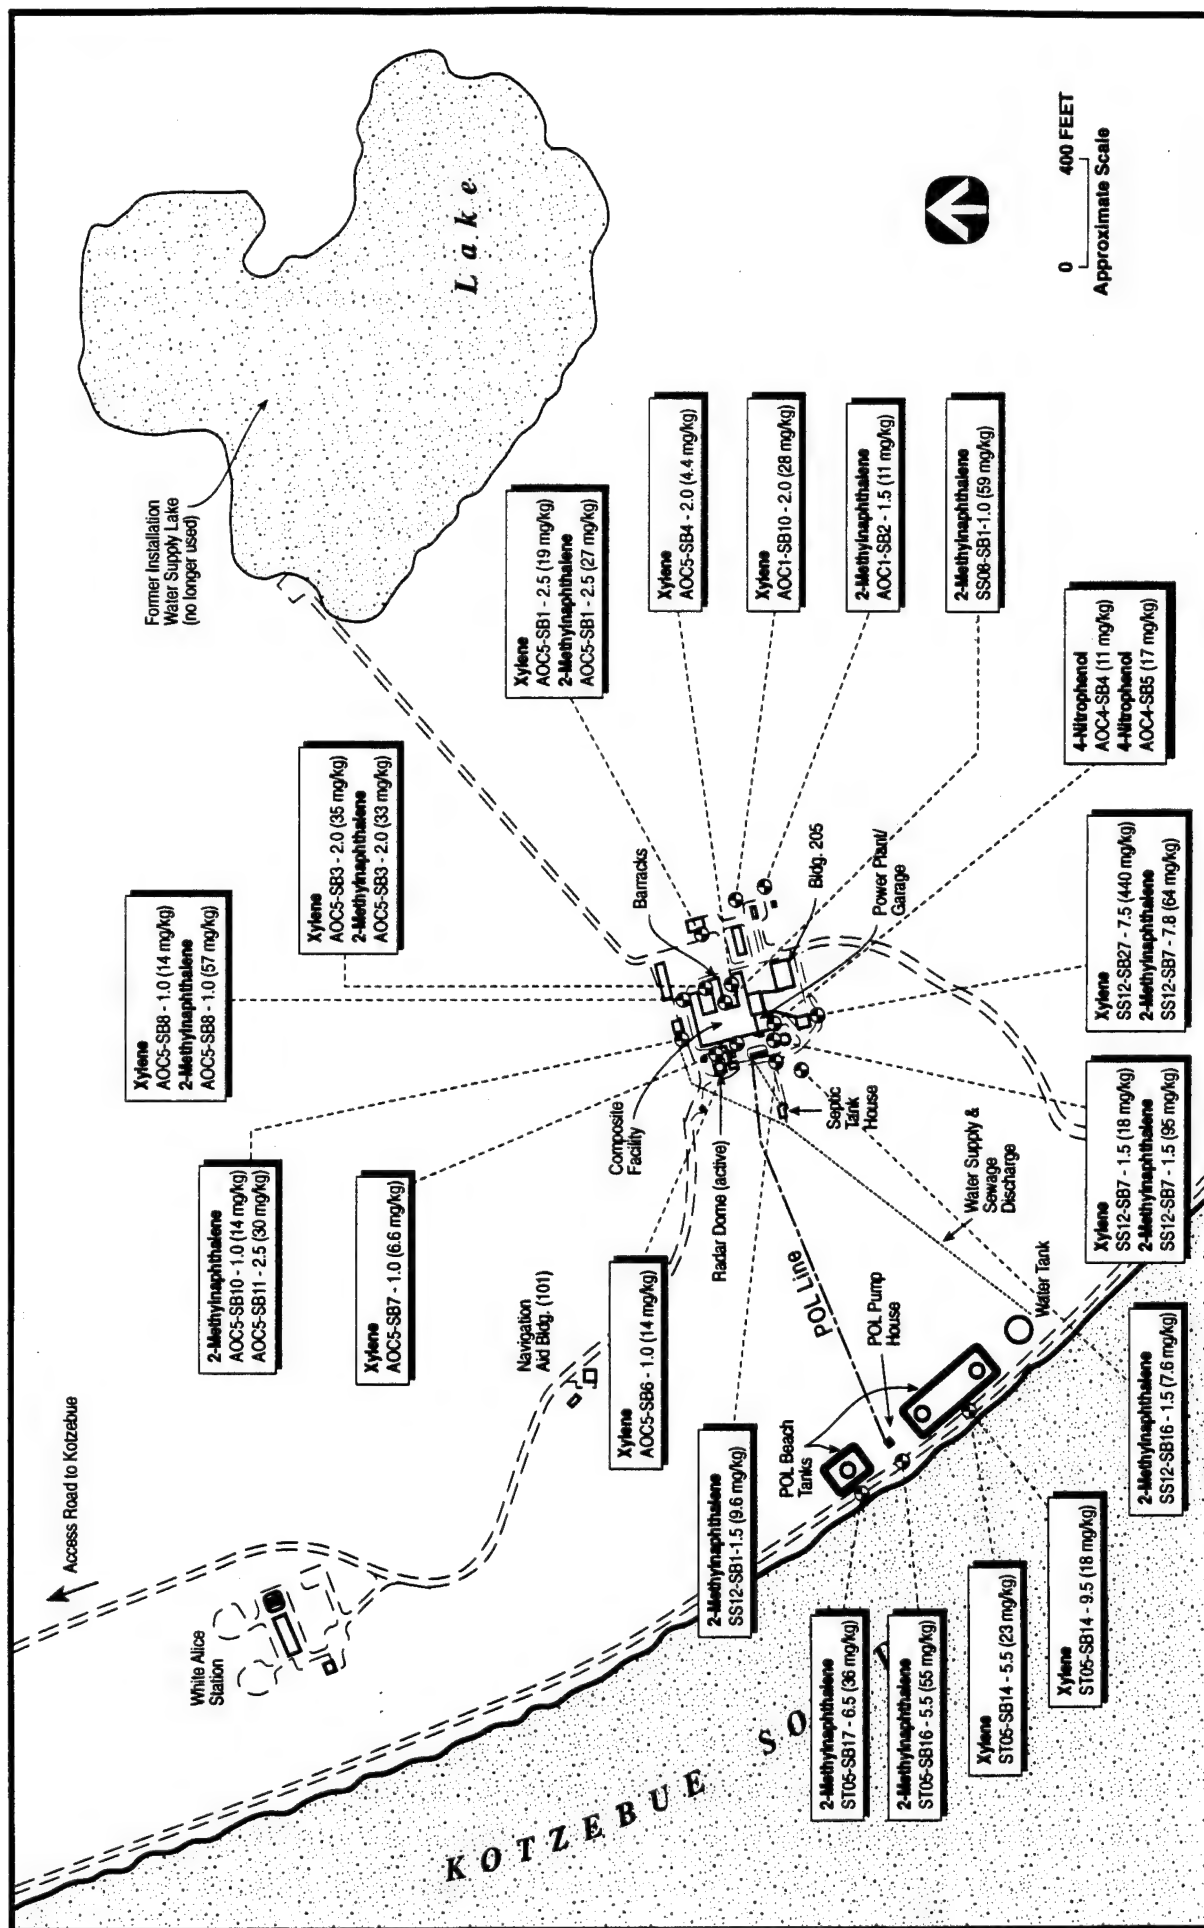 Access Road to Kotzebue
White Alice
Station
Navigation
Aid Bldg. (101)
2-Methylnaphthalene
AOC5-SB10 - 1.0 (14 mg/kg)
AOC5-SB11 - 2.5 (30 mg/kg)
Xylene
AOC5-SB8 - 1.0 (14 mg/kg)
2-Methylnaphthalene
AOC5-SB8 - 1.0 (57 mg/kg)
Xylene
AOC5-SB3 - 2.0 (35 mg/kg)
2-Methylnaphthalene
AOC5-SB3 - 2.0 (33 mg/kg)
Former Installation
Water Supply Lake
(no longer used)
Lake
Xylene
AOC5-SB7 - 1.0 (6.6 mg/kg)
Xylene
AOC5-SB6 - 1.0 (14 mg/kg)
Xylene
AOC5-SB1 - 2.5 (19 mg/kg)
2-Methylnaphthalene
AOC5-SB1 - 2.5 (27 mg/kg)
Composite
Facility
Barracks
Radar Dome (active)
2-Methylnaphthalene
SS12-SB1-1.5 (9.6 mg/kg)
Xylene
AOC5-SB4 - 2.0 (4.4 mg/kg)
Xylene
AOC1-SB10 - 2.0 (28 mg/kg)
2-Methylnaphthalene
AOC1-SB2 - 1.5 (11 mg/kg)
2-Methylnaphthalene
SS08-SB1-1.0 (59 mg/kg)
Bldg. 205
Power Plant/
Garage
Septic
Tank
House
POL Line
POL Beach
Tanks
POL Pump
House
Water Supply &
Sewage
Discharge
Water Tank
KOTZEBUE SO
2-Methylnaphthalene
ST05-SB17 - 6.5 (36 mg/kg)
2-Methylnaphthalene
ST05-SB16 - 5.5 (55 mg/kg)
Xylene
ST05-SB14 - 5.5 (23 mg/kg)
Xylene
ST05-SB14 - 9.5 (18 mg/kg)
2-Methylnaphthalene
SS12-SB16 - 1.5 (7.6 mg/kg)
Xylene
SS12-SB7 - 1.5 (18 mg/kg)
2-Methylnaphthalene
SS12-SB7 - 1.5 (95 mg/kg)
Xylene
SS12-SB27 - 7.5 (440 mg/kg)
2-Methylnaphthalene
SS12-SB7 - 7.8 (64 mg/kg)
4-Nitrophenol
AOC4-SB4 (11 mg/kg)
4-Nitrophenol
AOC4-SB5 (17 mg/kg)
0 400 FEET
Approximate Scale